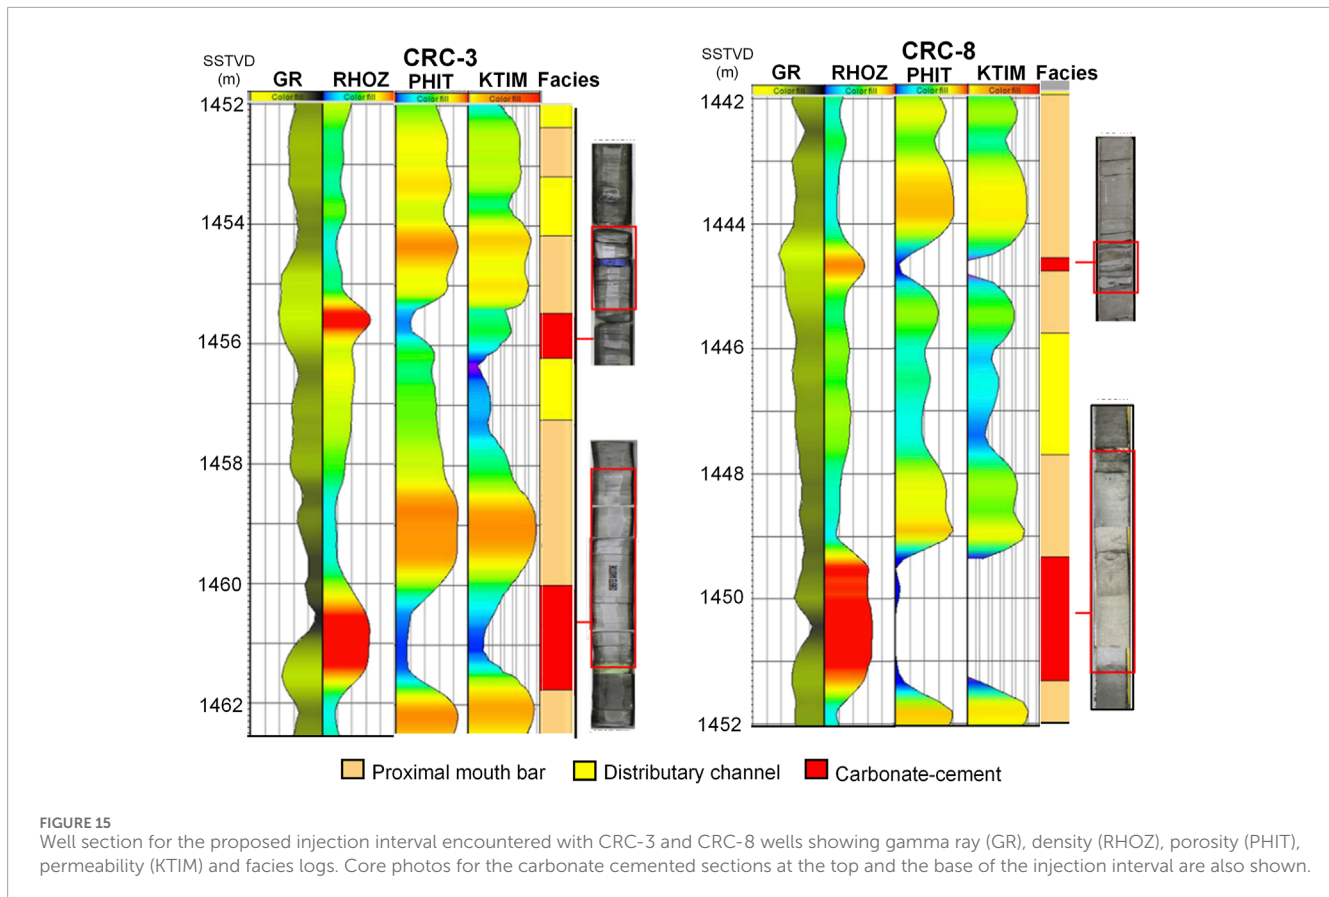 CRC-3
SSTVD
(m)
GR RHOZ PHIT KTIM Facies
Color fill Color fill Color fill Color fill
1452
1454
1456
1458
1460
1462
CRC-8
SSTVD
(m)
GR RHOZ PHIT KTIM Facies
Color fill Color fill Color fill Color fill
1442
1444
1446
1448
1450
1452
Proximal mouth bar Distributary channel Carbonate-cement
FIGURE 15
Well section for the proposed injection interval encountered with CRC-3 and CRC-8 wells showing gamma ray (GR), density (RHOZ), porosity (PHIT),
permeability (KTIM) and facies logs. Core photos for the carbonate cemented sections at the top and the base of the injection interval are also shown.